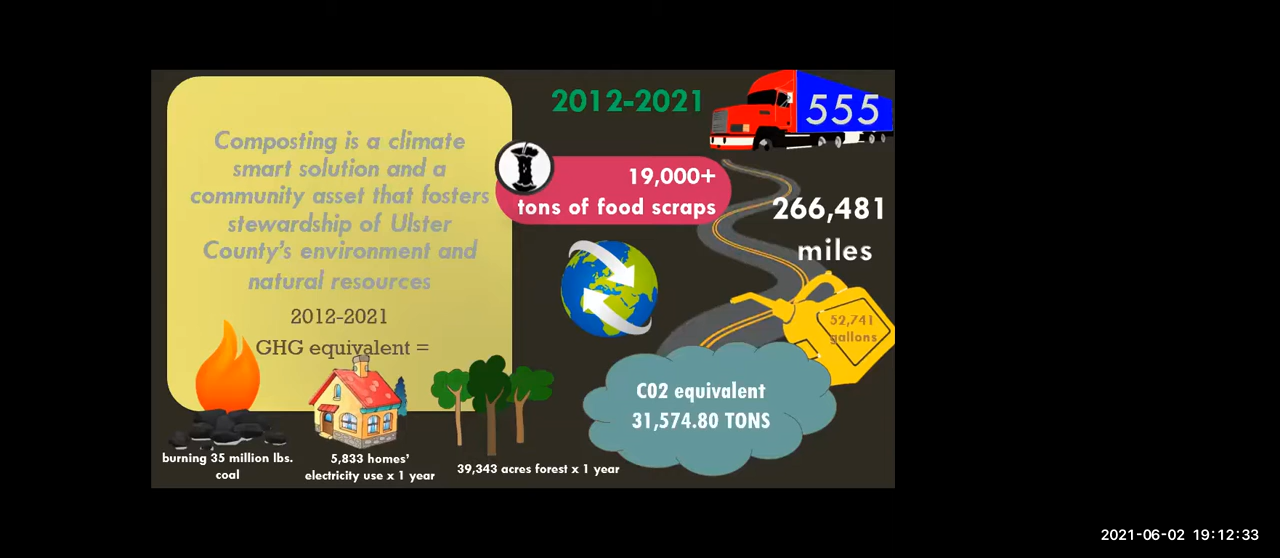 Composting is a climate
smart solution and a
community asset that fosters
stewardship of Ulster
County's environment and
natural resources
2012-2021
GHG equivalent =
burning 35 million lbs.
coal
5,833 homes'
electricity use x 1 year
39,343 acres forest x 1 year
2012-2021
555
19,000+
tons of food scraps
266,481
miles
52,741
gallons
C02 equivalent
31,574.80 TONS
2021-06-02 19:12:33